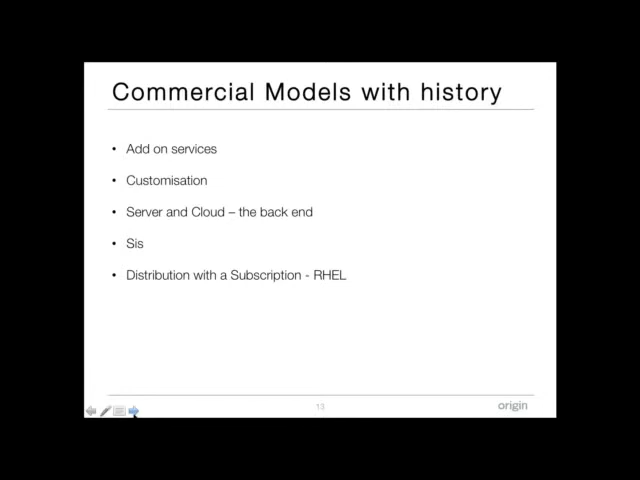 Commercial Models with history
• Add on services
• Customisation
• Server and Cloud – the back end
• Sis
• Distribution with a Subscription - RHEL
13
origin